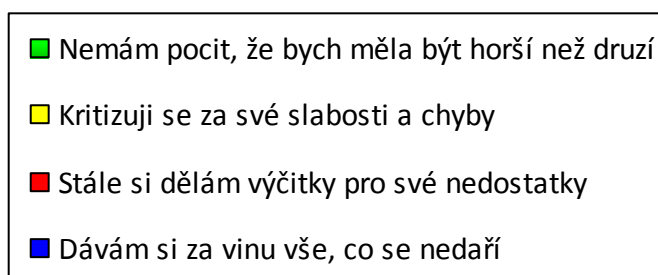 Nemám pocit, že bych měla být horší než druzí
Kritizuji se za své slabosti a chyby
Stále si dělám výčitky pro své nedostatky
Dávám si za vinu vše, co se nedaří